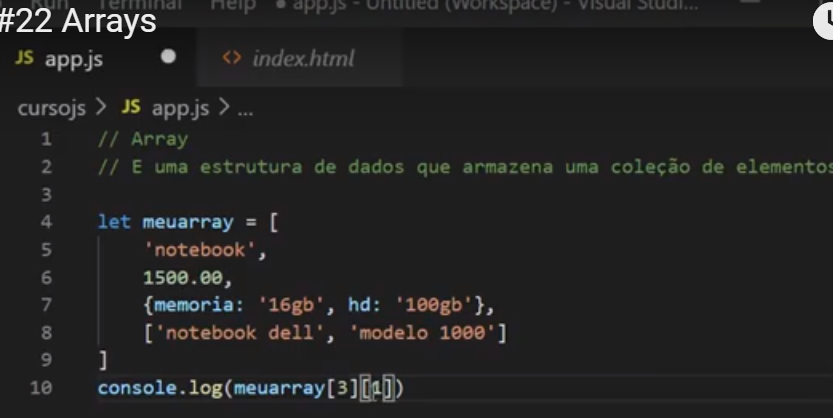 Run Terminal Help ● app.js - Untitled (Workspace) - Visual Studi...
#22 Arrays
JS app.js ● <> index.html
cursojs > JS app.js > ...
1 // Array
2 // E uma estrutura de dados que armazena uma coleção de elementos
3
4 let meuarray = [
5 'notebook',
6 1500.00,
7 {memoria: '16gb', hd: '100gb'},
8 ['notebook dell', 'modelo 1000']
9 ]
10 console.log(meuarray[3][1])